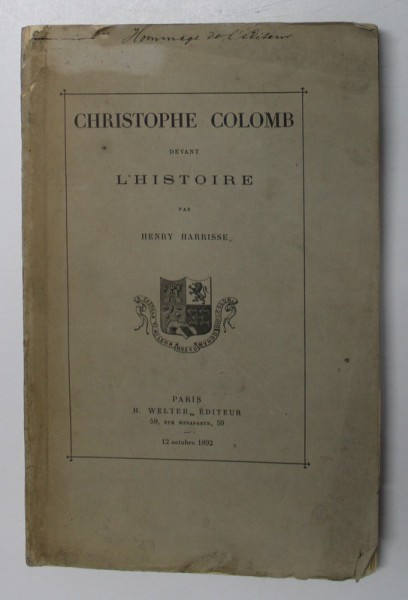 Hommage de l'éditeur
CHRISTOPHE COLOMB
DEVANT
L'HISTOIRE
PAR
HENRY HARRISSE
PARIS
H. WELTER, ÉDITEUR
59, RUE BONAPARTE, 59
12 octobre 1892